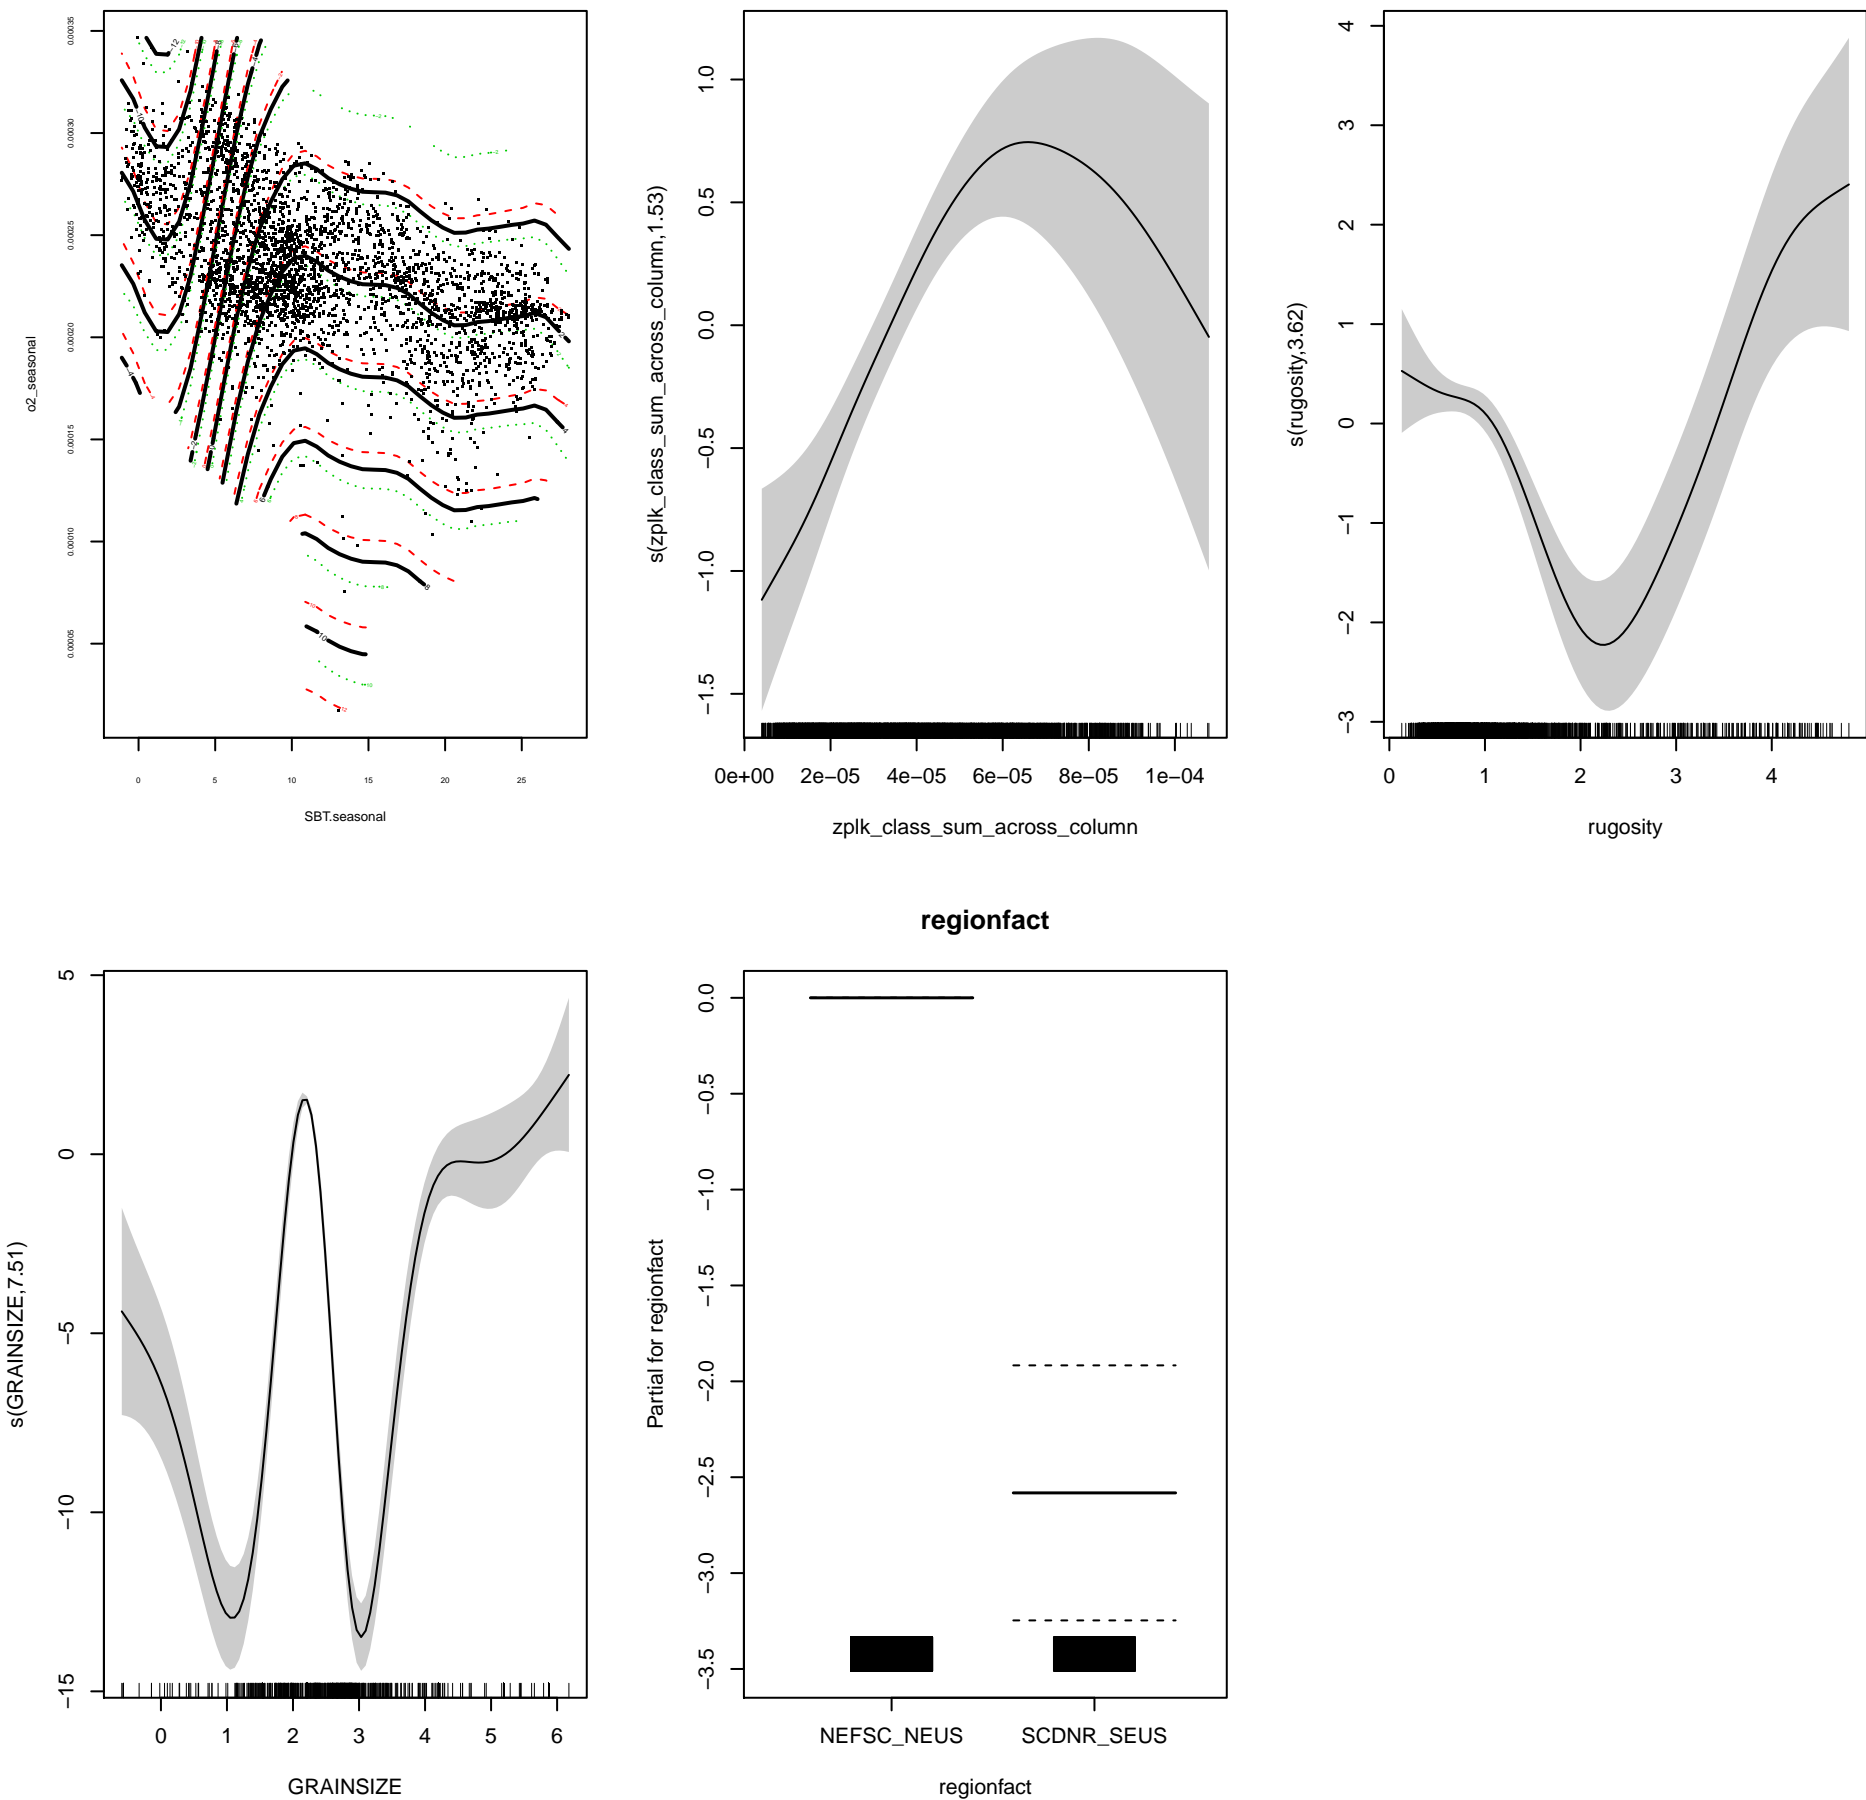 o2_seasonal
0.00005 0.00010 0.00015 0.00020 0.00025 0.00030 0.00035
0 5 10 15 20 25
SBT.seasonal
s(zplk_class_sum_across_column,1.53)
−1.5 −1.0 −0.5 0.0 0.5 1.0
0e+00 2e−05 4e−05 6e−05 8e−05 1e−04
zplk_class_sum_across_column
s(rugosity,3.62)
−3 −2 −1 0 1 2 3 4
0 1 2 3 4
rugosity
s(GRAINSIZE,7.51)
−15 −10 −5 0 5
0 1 2 3 4 5 6
GRAINSIZE
regionfact
Partial for regionfact
−3.5 −3.0 −2.5 −2.0 −1.5 −1.0 −0.5 0.0
NEFSC_NEUS SCDNR_SEUS
regionfact